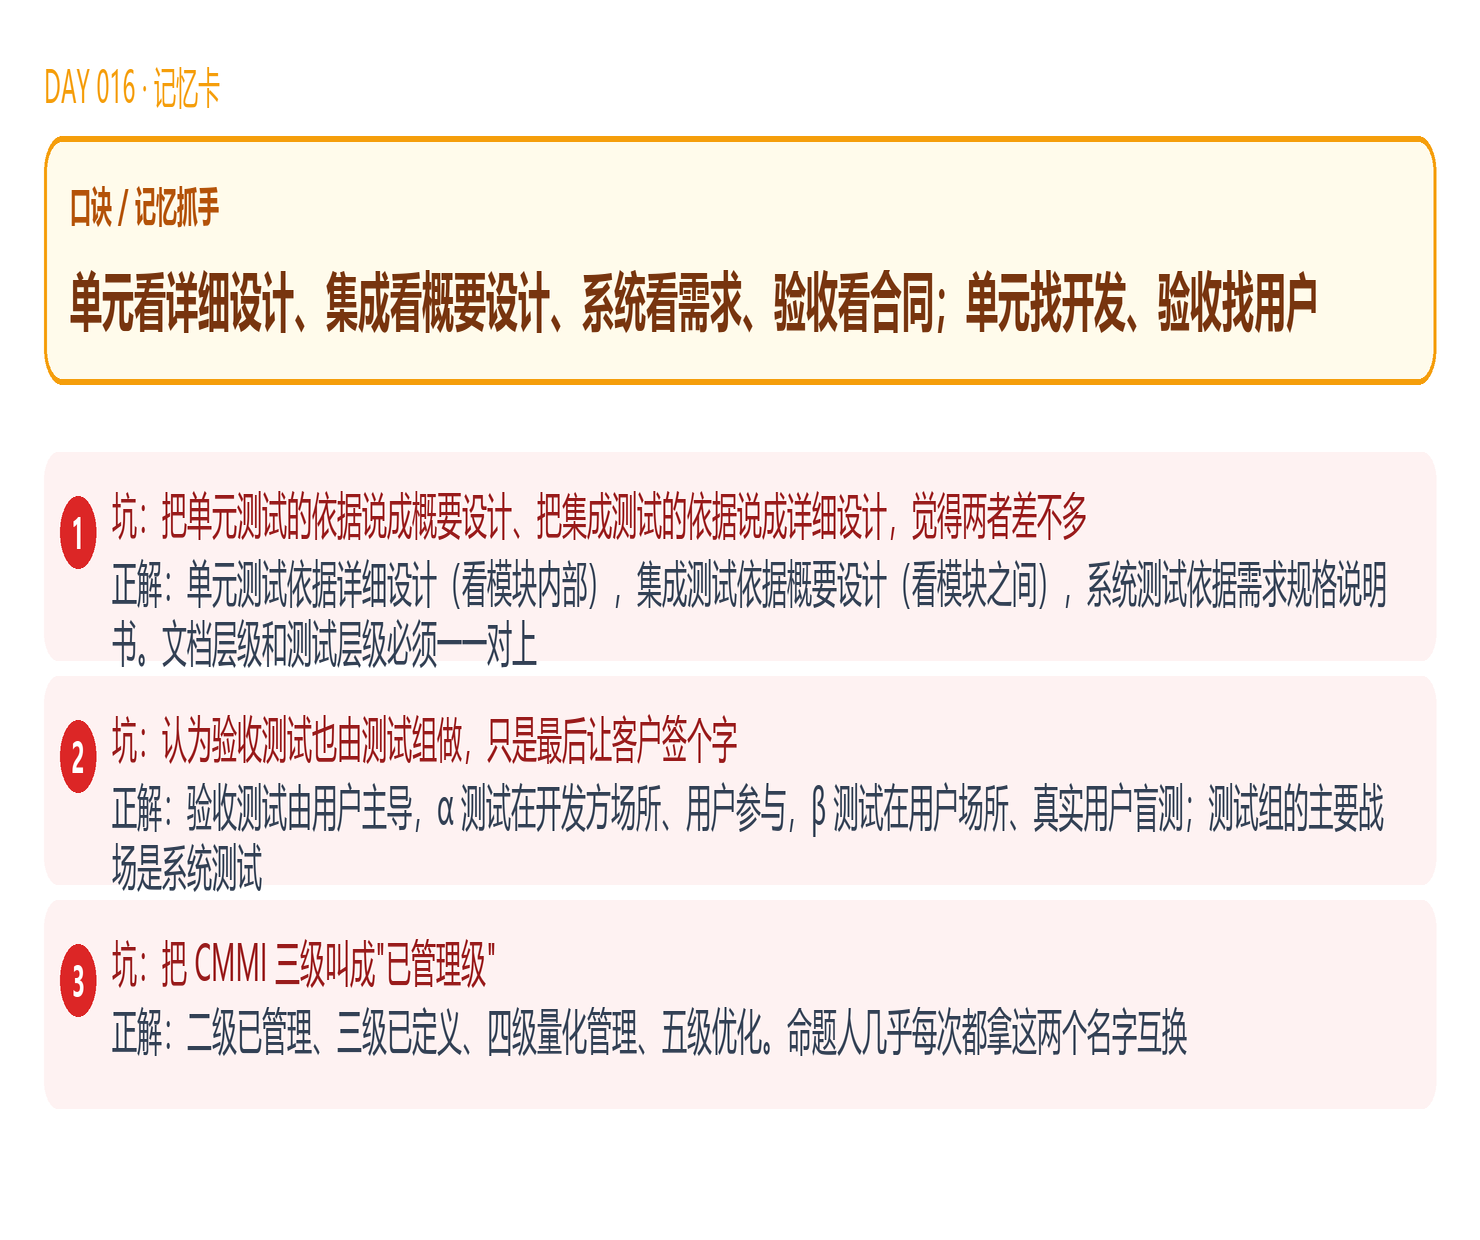 DAY 016 · 记忆卡
口诀 / 记忆抓手
单元看详细设计、集成看概要设计、系统看需求、验收看合同；单元找开发、验收找用户
1
坑：把单元测试的依据说成概要设计、把集成测试的依据说成详细设计，觉得两者差不多
正解：单元测试依据详细设计（看模块内部），集成测试依据概要设计（看模块之间），系统测试依据需求规格说明
书。文档层级和测试层级必须一一对上
2
坑：认为验收测试也由测试组做，只是最后让客户签个字
正解：验收测试由用户主导，α 测试在开发方场所、用户参与，β 测试在用户场所、真实用户盲测；测试组的主要战
场是系统测试
3
坑：把 CMMI 三级叫成"已管理级"
正解：二级已管理、三级已定义、四级量化管理、五级优化。命题人几乎每次都拿这两个名字互换